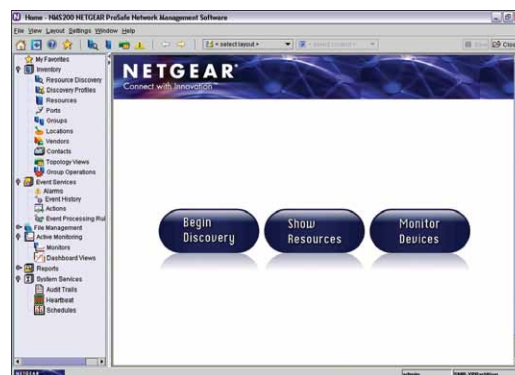 Home - NMS200 NETGEAR ProSafe Network Management Software
File View Layout Settings Window Help
< select layout >
My Favorites
Inventory
Resource Discovery
Discovery Profiles
Resources
Ports
Groups
Locations
Vendors
Contacts
Topology Views
Group Operations
Event Services
Alarms
Event History
Actions
Event Processing Rul
File Management
Active Monitoring
Monitors
Dashboard Views
Reports
System Services
Audit Trails
Heartbeat
Schedules
NETGEAR
Connect with Innovation
Begin Discovery
Show Resources
Monitor Devices
NETGEAR
admin